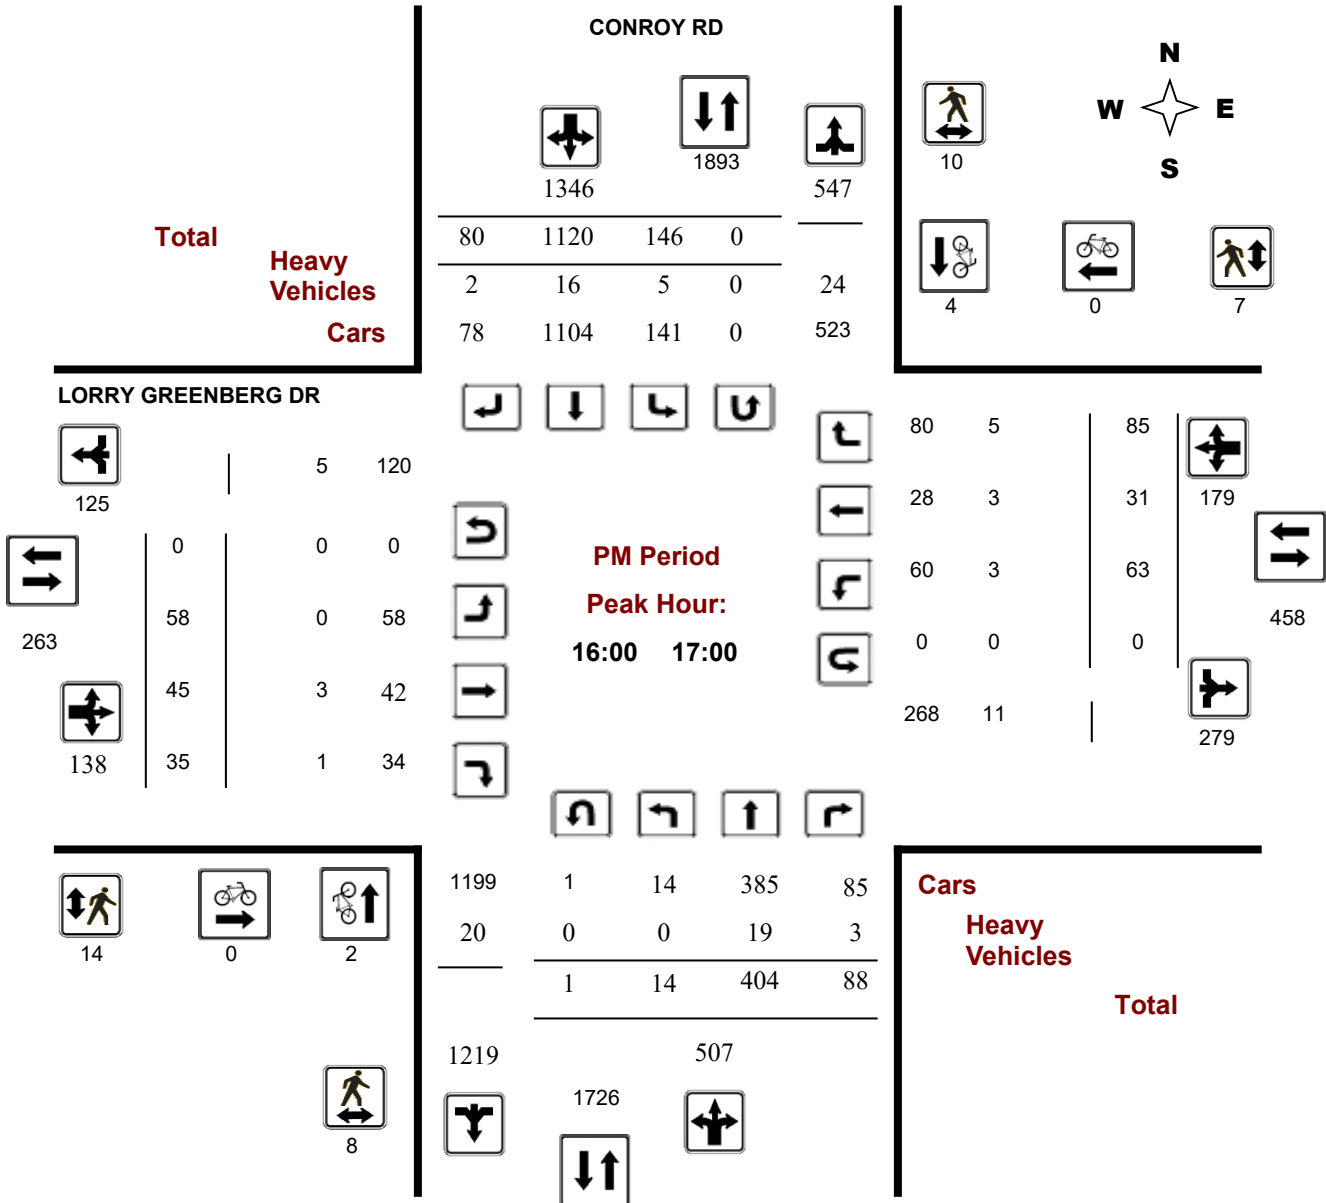 CONROY RD
N
W E
S
1346
1893
547
10
Total
80 1120 146 0
Heavy
Vehicles
2 16 5 0 24
Cars
78 1104 141 0 523
4 0 7
LORRY GREENBERG DR
125
5 120
0 0 0
58 0 58
263
45 3 42
138
35 1 34
PM Period
Peak Hour:
16:00 17:00
80 5 85
28 3 31
179
60 3 63
458
0 0 0
268 11
279
14 0 2
1199 1 14 385 85
20 0 0 19 3
1 14 404 88
Cars
Heavy
Vehicles
Total
1219
507
1726
8